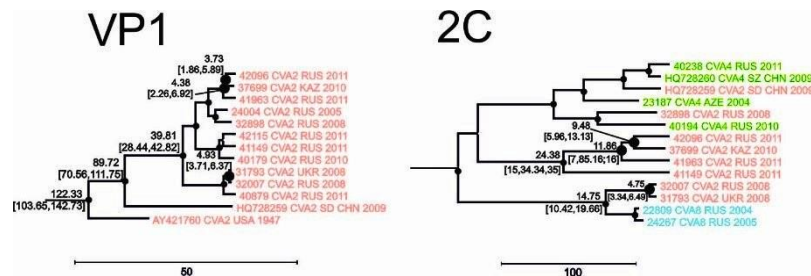 VP1
3.73
[1.86,5.89]
42096 CVA2 RUS 2011
4.38
37699 CVA2 KAZ 2010
[2.26,6.92]
41963 CVA2 RUS 2011
24004 CVA2 RUS 2005
32898 CVA2 RUS 2008
39.81
42115 CVA2 RUS 2011
[28.44,42.82]
41149 CVA2 RUS 2011
4.93
40179 CVA2 RUS 2010
89.72
[3.71,6.37]
31793 CVA2 UKR 2008
[70.56,111.75]
32007 CVA2 RUS 2008
122.33
40879 CVA2 RUS 2011
[103.65,142.73]
HQ728259 CVA2 SD CHN 2009
AY421760 CVA2 USA 1947
50
2C
40238 CVA4 RUS 2011
HQ728260 CVA4 SZ CHN 2009
HQ728259 CVA2 SD CHN 2009
23187 CVA4 AZE 2004
32898 CVA2 RUS 2008
9.48
40194 CVA4 RUS 2010
[5.96,13.13]
42096 CVA2 RUS 2011
11.86
37699 CVA2 KAZ 2010
24.38
[7,85.16;16]
41963 CVA2 RUS 2011
[15,34.34,35]
41149 CVA2 RUS 2011
4.75
32007 CVA2 RUS 2008
14.75
[3.34,6.49]
31793 CVA2 UKR 2008
[10.42,19.66]
22809 CVA8 RUS 2004
24267 CVA8 RUS 2005
100